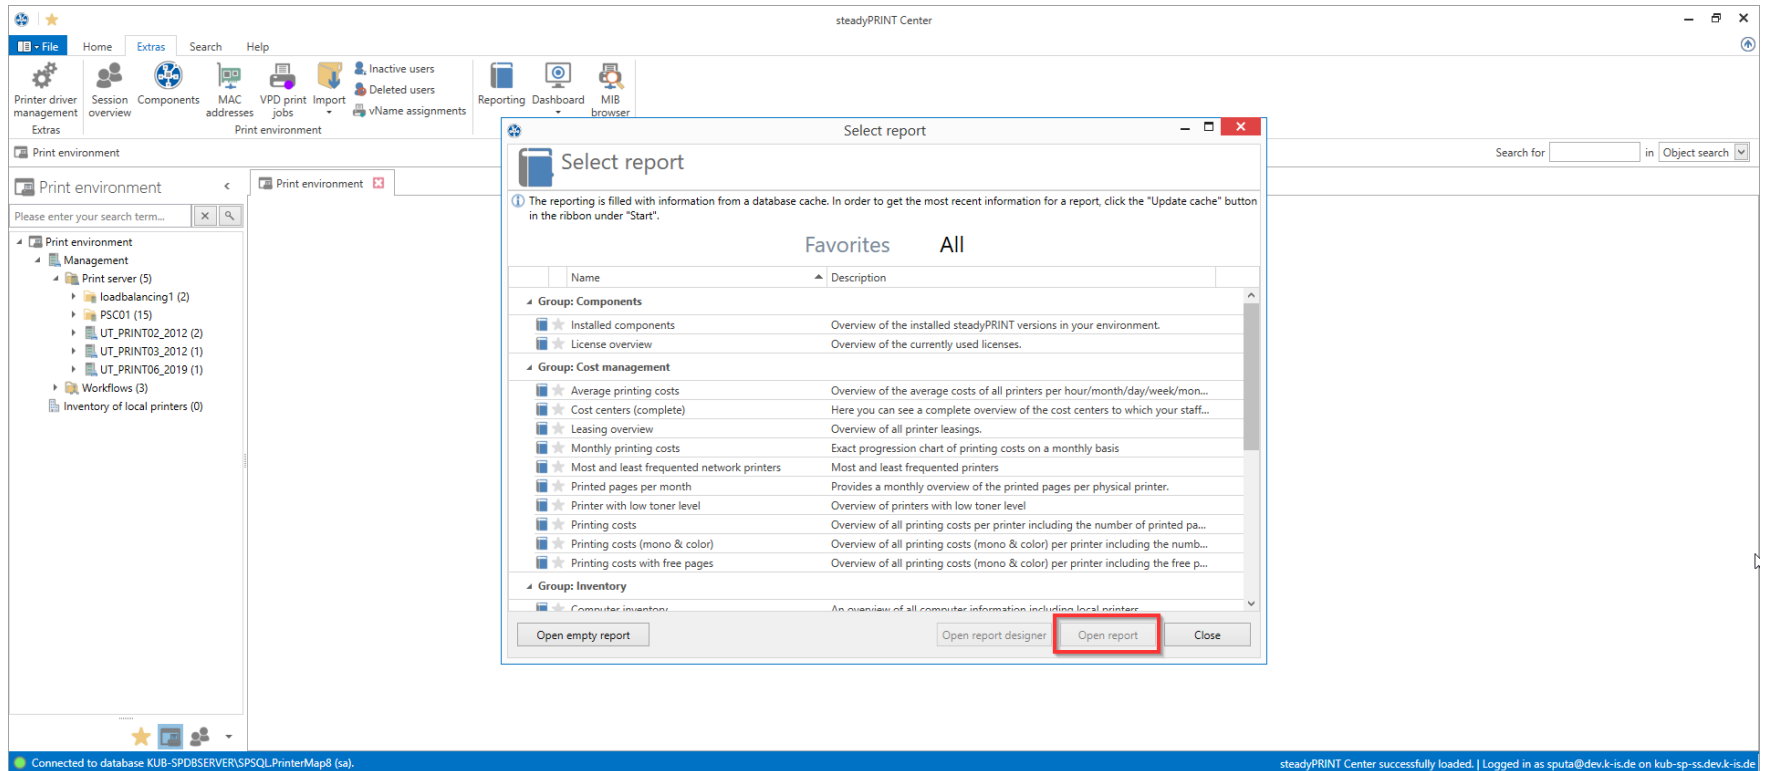 steadyPRINT Center
File Home Extras Search Help
Printer driver management
Session overview
Components
MAC addresses
VPD print jobs
Import
Inactive users
Deleted users
vName assignments
Reporting
Dashboard
MIB browser
Extras
Print environment
Print environment
Search for in Object search
Print environment
Print environment
Please enter your search term...
Print environment
Management
Print server (5)
loadbalancing1 (2)
PSC01 (15)
UT_PRINT02_2012 (2)
UT_PRINT03_2012 (1)
UT_PRINT06_2019 (1)
Workflows (3)
Inventory of local printers (0)
Select report
Select report
The reporting is filled with information from a database cache. In order to get the most recent information for a report, click the "Update cache" button
in the ribbon under "Start".
Favorites All
Name Description
Group: Components
Installed components Overview of the installed steadyPRINT versions in your environment.
License overview Overview of the currently used licenses.
Group: Cost management
Average printing costs Overview of the average costs of all printers per hour/month/day/week/mon...
Cost centers (complete) Here you can see a complete overview of the cost centers to which your staff...
Leasing overview Overview of all printer leasings.
Monthly printing costs Exact progression chart of printing costs on a monthly basis
Most and least frequented network printers Most and least frequented printers
Printed pages per month Provides a monthly overview of the printed pages per physical printer.
Printer with low toner level Overview of printers with low toner level
Printing costs Overview of all printing costs per printer including the number of printed pa...
Printing costs (mono & color) Overview of all printing costs (mono & color) per printer including the numb...
Printing costs with free pages Overview of all printing costs (mono & color) per printer including the free p...
Group: Inventory
Computer inventory An overview of all computer information including local printers
Open empty report Open report designer Open report Close
Connected to database KUB-SPDBSERVER\SPSQL.PrinterMap8 (sa).
steadyPRINT Center successfully loaded. | Logged in as sputa@dev.k-is.de on kub-sp-ss.dev.k-is.de